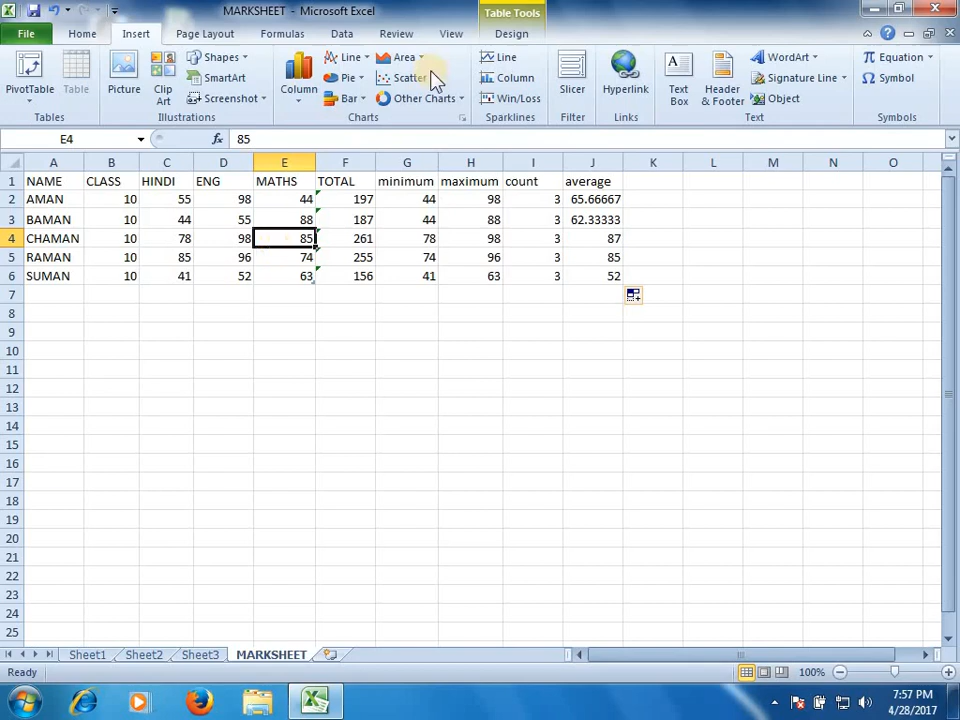 MARKSHEET - Microsoft Excel
Table Tools
File Home Insert Page Layout Formulas Data Review View Design
PivotTable Table Picture Clip Art Shapes SmartArt Screenshot Column Line Pie Bar Area Scatter Other Charts Line Column Win/Loss Slicer Hyperlink Text Box Header & Footer WordArt Signature Line Object Equation Symbol
Tables Illustrations Charts Sparklines Filter Links Text Symbols
E4 fx 85
A B C D E F G H I J K L M N O
1 NAME CLASS HINDI ENG MATHS TOTAL minimum maximum count average
2 AMAN 10 55 98 44 197 44 98 3 65.66667
3 BAMAN 10 44 55 88 187 44 88 3 62.33333
4 CHAMAN 10 78 98 85 261 78 98 3 87
5 RAMAN 10 85 96 74 255 74 96 3 85
6 SUMAN 10 41 52 63 156 41 63 3 52
7
8
9
10
11
12
13
14
15
16
17
18
19
20
21
22
23
24
25
Sheet1 Sheet2 Sheet3 MARKSHEET
Ready 100%
7:57 PM
4/28/2017